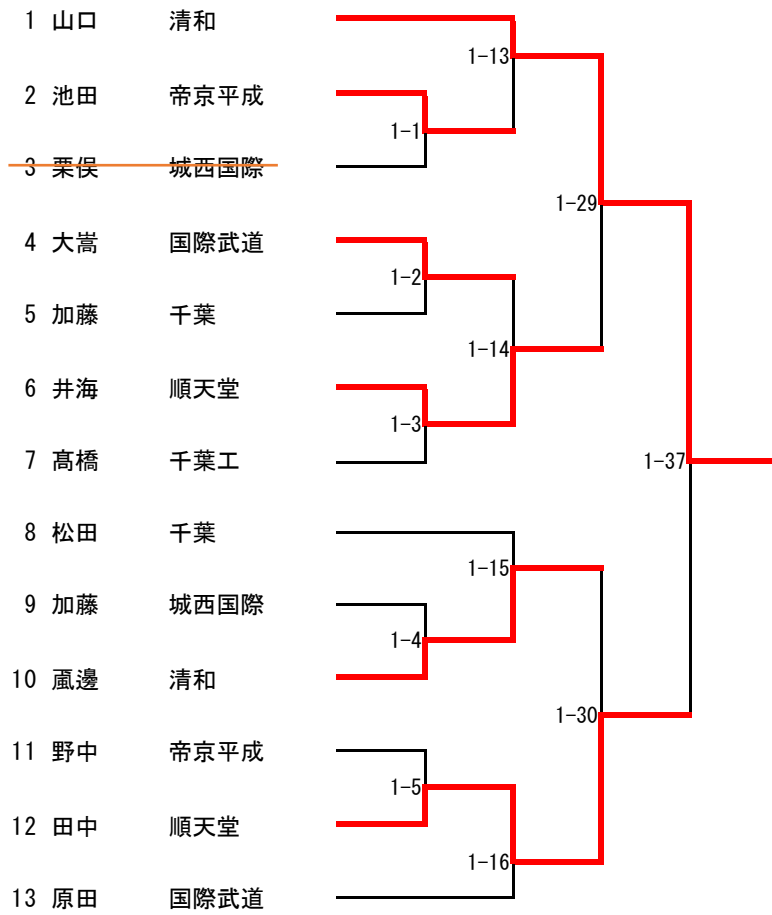 1 山口 清和
1-13
2 池田 帝京平成
1-1
3 栗俣 城西国際
1-29
4 大嵩 国際武道
1-2
5 加藤 千葉
1-14
6 井海 順天堂
1-3
7 髙橋 千葉工
1-37
8 松田 千葉
1-15
9 加藤 城西国際
1-4
10 凬邊 清和
1-30
11 野中 帝京平成
1-5
12 田中 順天堂
1-16
13 原田 国際武道